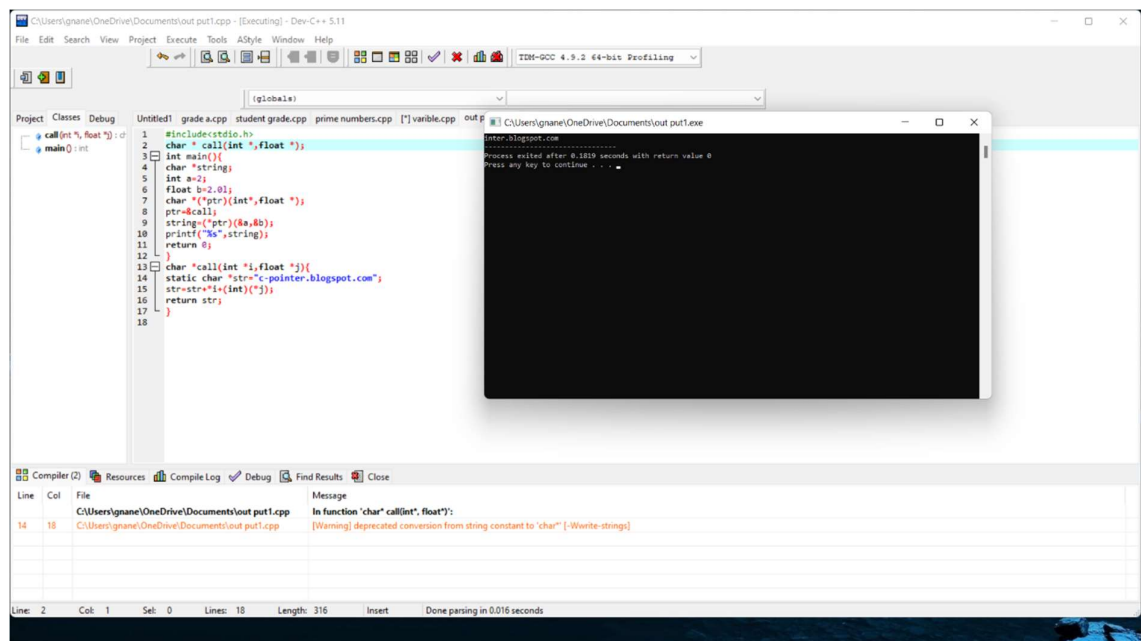 C:\Users\gnane\OneDrive\Documents\out put1.cpp - [Executing] - Dev-C++ 5.11
File Edit Search View Project Execute Tools AStyle Window Help
TDM-GCC 4.9.2 64-bit Profiling
(globals)
Project Classes Debug
call (int *i, float *j) : ch
main () : int
Untitled1 grade a.cpp student grade.cpp prime numbers.cpp [*] varible.cpp out p
1 #include<stdio.h>
2 char * call(int *,float *);
3 int main(){
4 char *string;
5 int a=2;
6 float b=2.0l;
7 char *(*ptr)(int*,float *);
8 ptr=&call;
9 string=(*ptr)(&a,&b);
10 printf("%s",string);
11 return 0;
12 }
13 char *call(int *i,float *j){
14 static char *str="c-pointer.blogspot.com";
15 str=str+*i+(int)(*j);
16 return str;
17 }
18
C:\Users\gnane\OneDrive\Documents\out put1.exe
inter.blogspot.com
--------------------------------
Process exited after 0.1819 seconds with return value 0
Press any key to continue . . .
Compiler (2) Resources Compile Log Debug Find Results Close
Line Col File Message
C:\Users\gnane\OneDrive\Documents\out put1.cpp In function 'char* call(int*, float*)':
14 18 C:\Users\gnane\OneDrive\Documents\out put1.cpp [Warning] deprecated conversion from string constant to 'char*' [-Wwrite-strings]
Line: 2 Col: 1 Sel: 0 Lines: 18 Length: 316 Insert Done parsing in 0.016 seconds